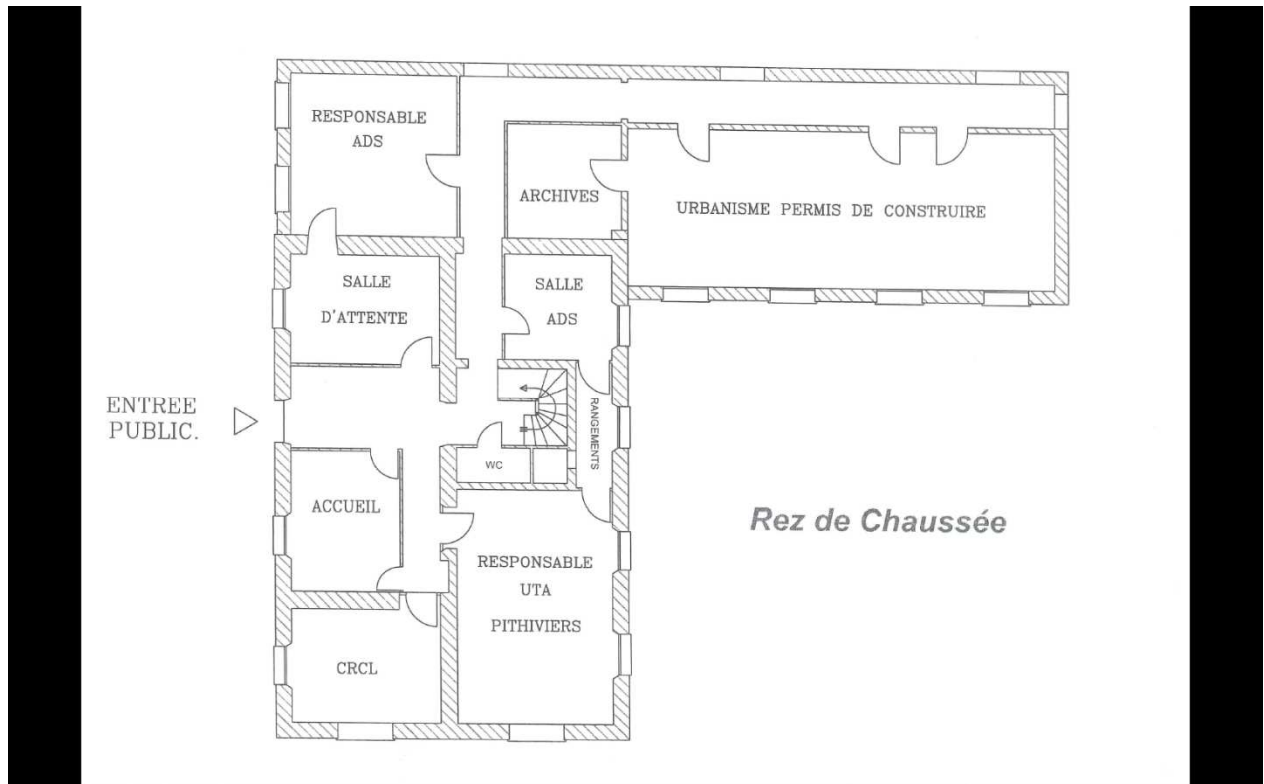 RESPONSABLE
ADS
ARCHIVES
URBANISME PERMIS DE CONSTRUIRE
SALLE
D'ATTENTE
SALLE
ADS
ENTREE
PUBLIC.
RANGEMENTS
WC
ACCUEIL
Rez de Chaussée
RESPONSABLE
UTA
PITHIVIERS
CRCL